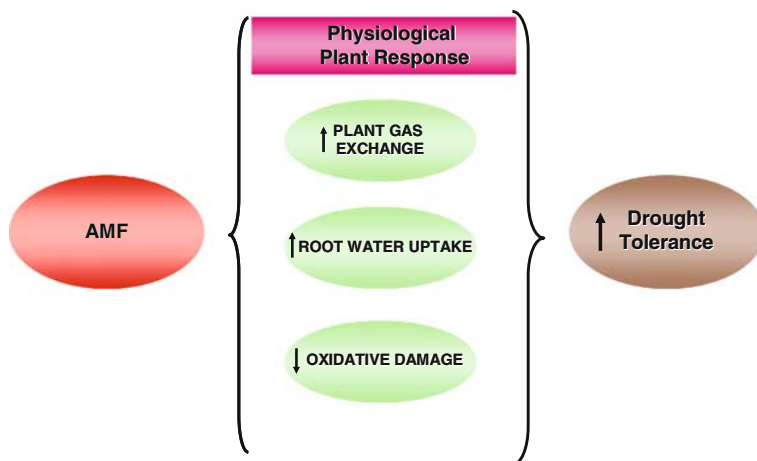 Physiological
Plant Response
↑ PLANT GAS
EXCHANGE
AMF
↑ ROOT WATER UPTAKE
↑ Drought
Tolerance
↓ OXIDATIVE DAMAGE